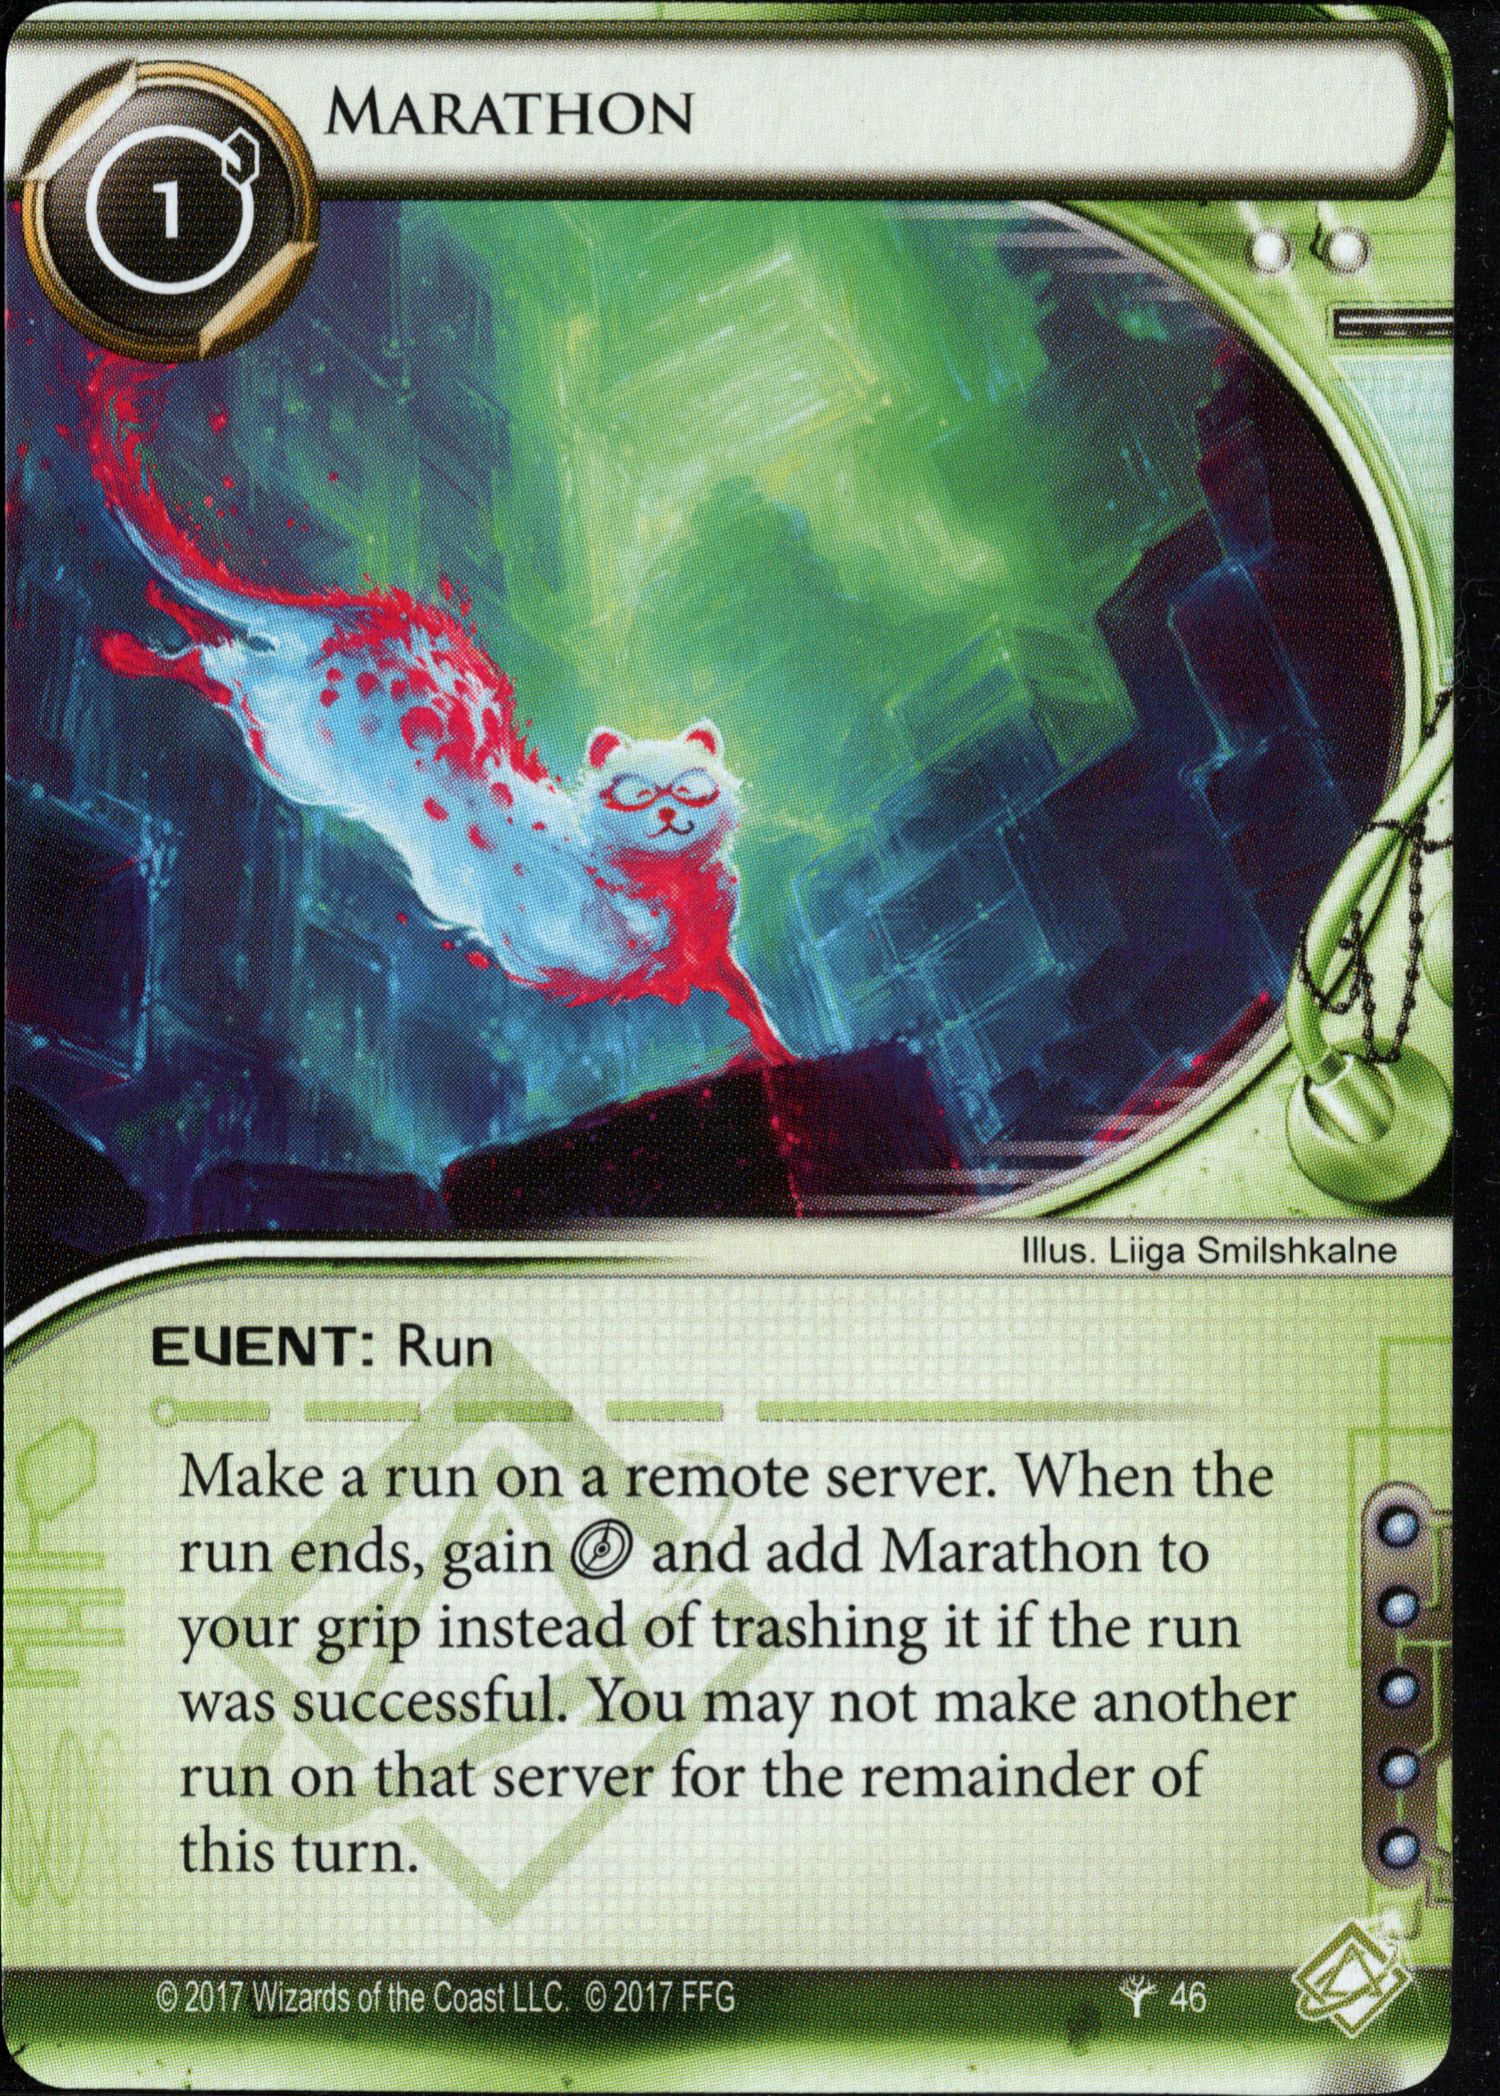 1
MARATHON
Illus. Liiga Smilshkalne
EVENT: Run
Make a run on a remote server. When the
run ends, gain and add Marathon to
your grip instead of trashing it if the run
was successful. You may not make another
run on that server for the remainder of
this turn.
© 2017 Wizards of the Coast LLC. © 2017 FFG
46